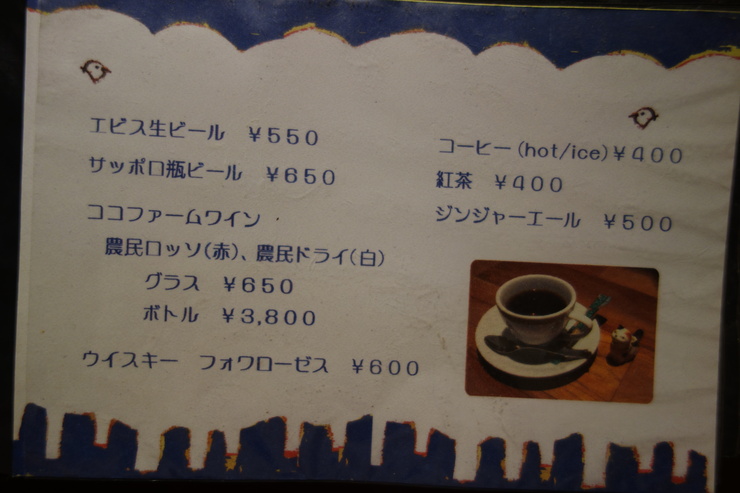 エビス生ビール ￥550
サッポロ瓶ビール ￥650
ココファームワイン
農民ロッソ(赤)、農民ドライ(白)
グラス ￥650
ボトル ￥3,800
ウイスキー フォワローゼス ￥600
コーヒー(hot/ice)￥400
紅茶 ￥400
ジンジャーエール ￥500